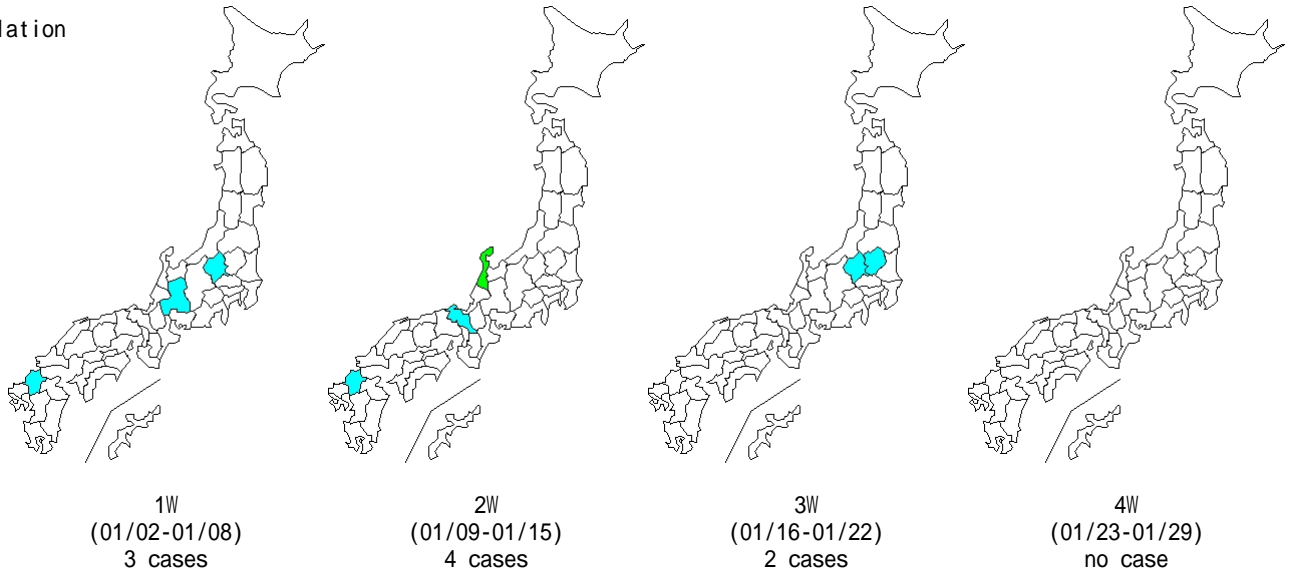 lation
1W
(01/02-01/08)
3 cases
2W
(01/09-01/15)
4 cases
3W
(01/16-01/22)
2 cases
4W
(01/23-01/29)
no case